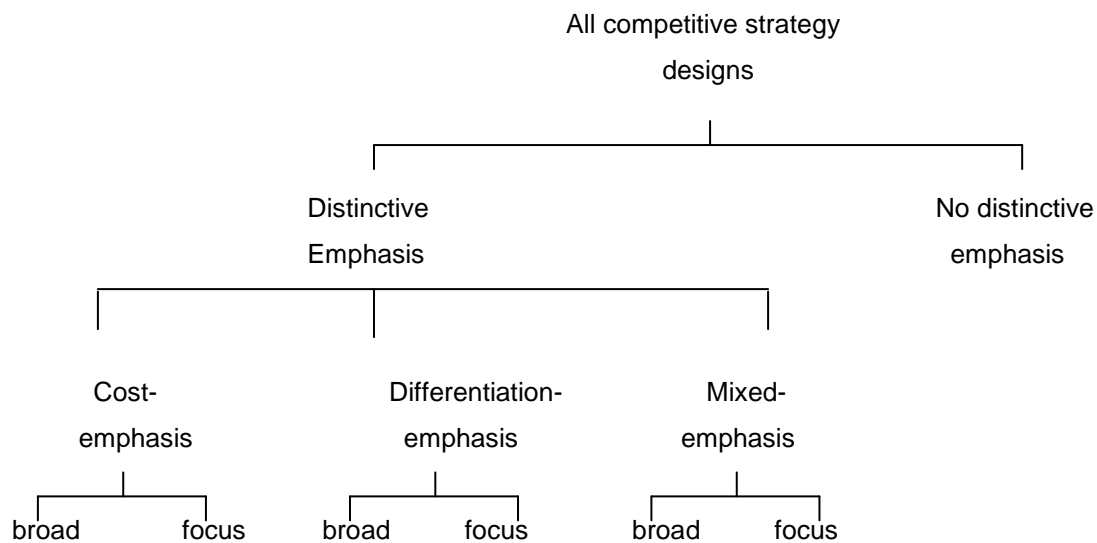 All competitive strategy
designs
Distinctive
Emphasis
No distinctive
emphasis
Cost-
emphasis
Differentiation-
emphasis
Mixed-
emphasis
broad
focus
broad
focus
broad
focus